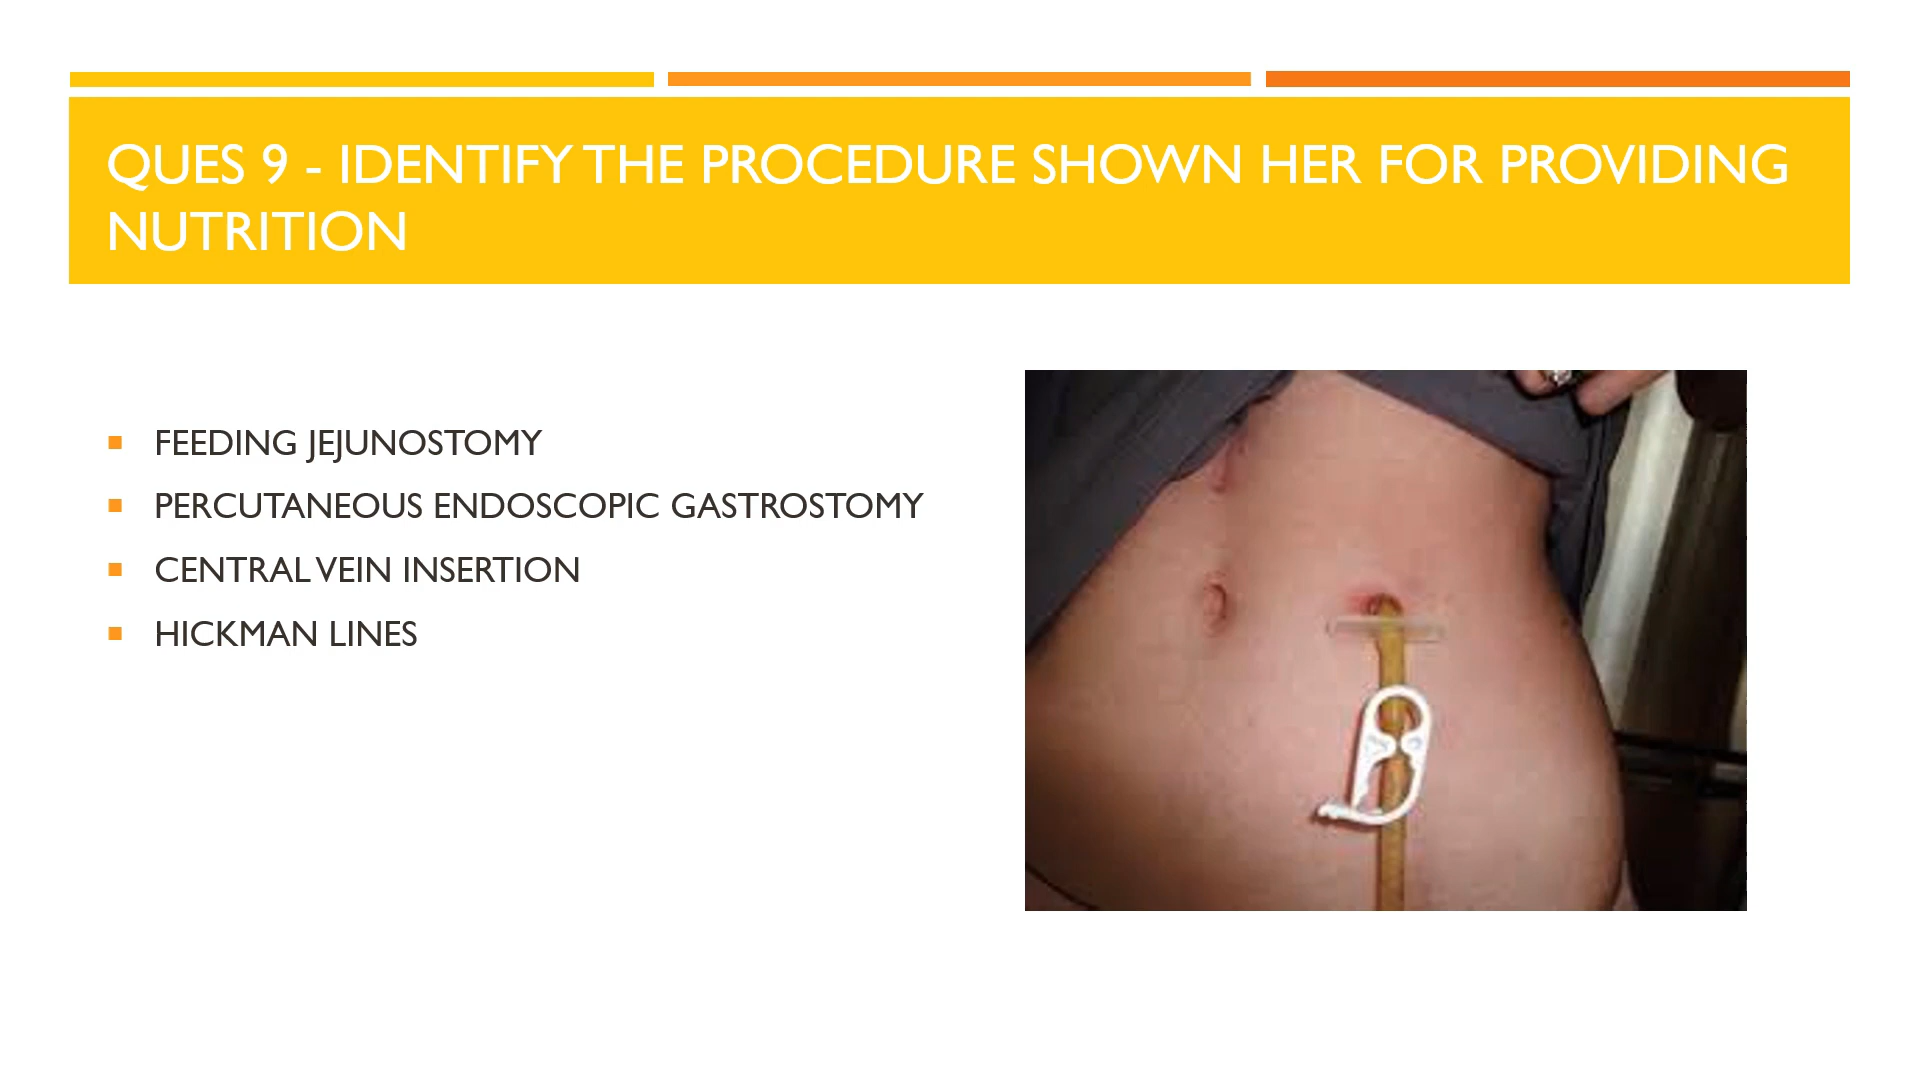 QUES 9 - IDENTIFY THE PROCEDURE SHOWN HER FOR PROVIDING
NUTRITION
FEEDING JEJUNOSTOMY
PERCUTANEOUS ENDOSCOPIC GASTROSTOMY
CENTRAL VEIN INSERTION
HICKMAN LINES